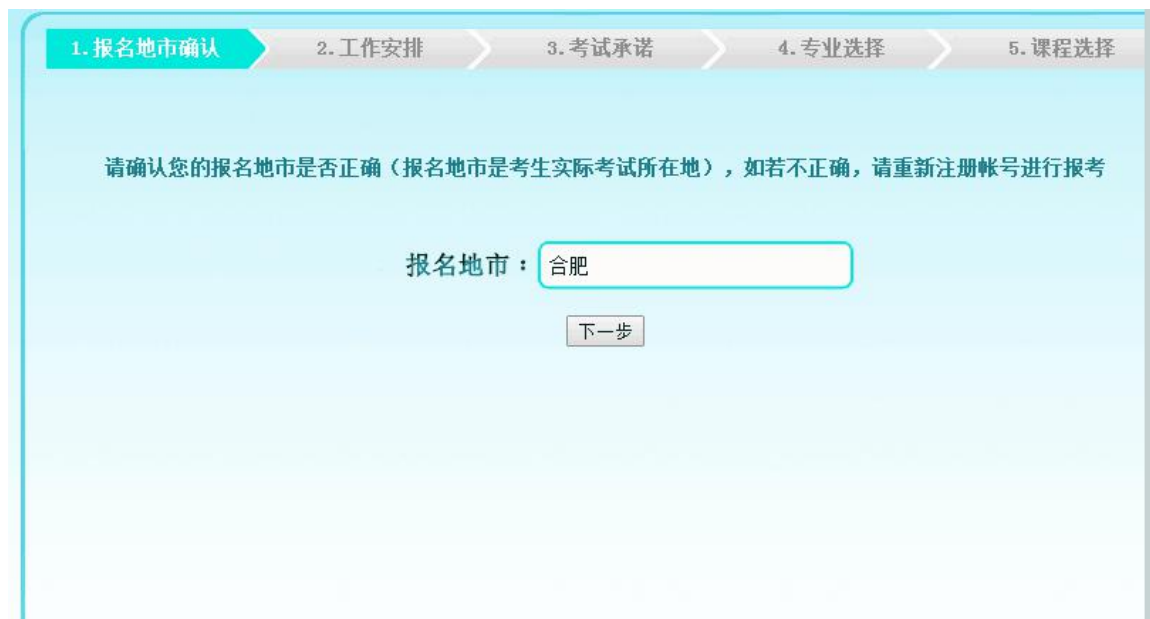 1.报名地市确认 2.工作安排 3.考试承诺 4.专业选择 5.课程选择
请确认您的报名地市是否正确（报名地市是考生实际考试所在地），如若不正确，请重新注册帐号进行报考
报名地市：合肥
下一步